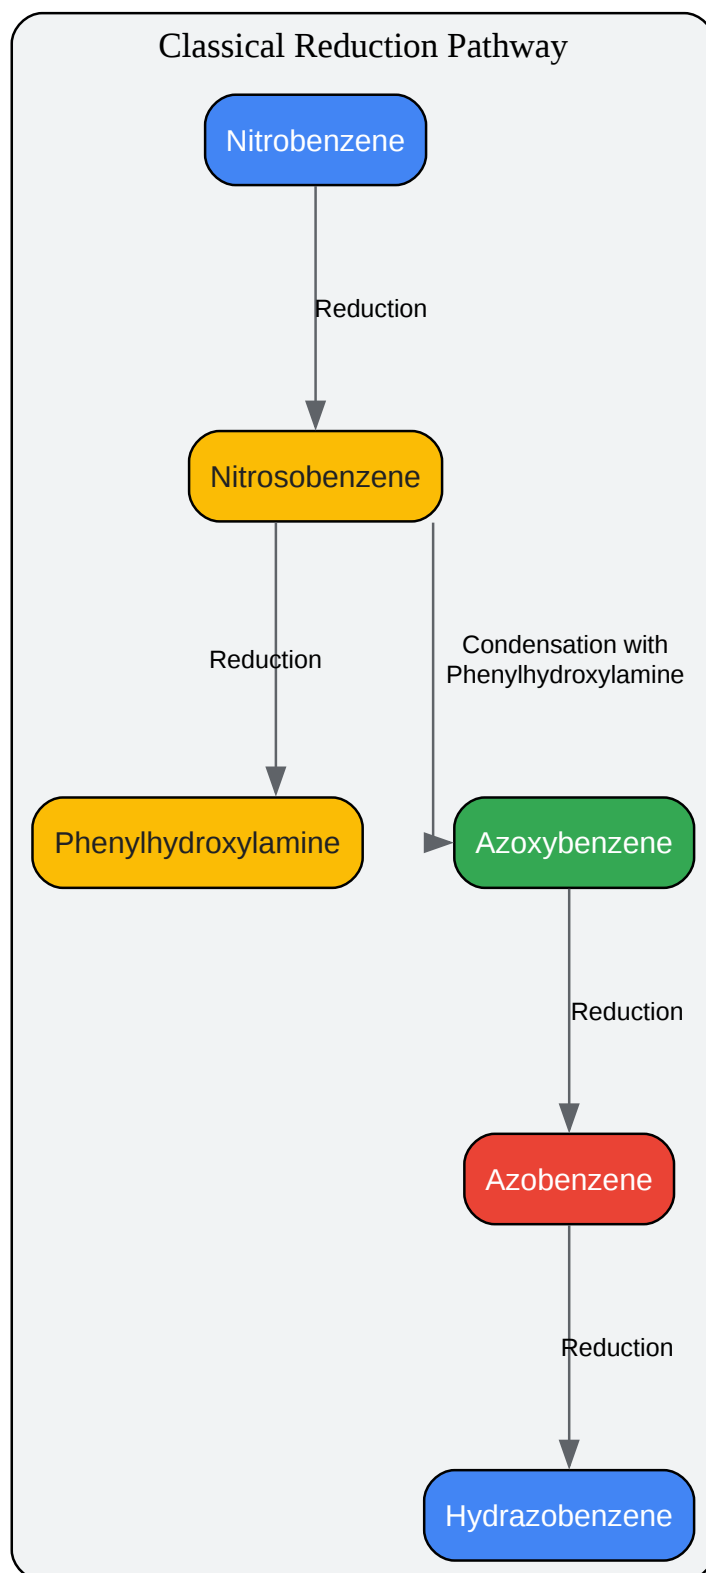 Classical Reduction Pathway
Nitrobenzene
Reduction
Nitrosobenzene
Reduction
Condensation with
Phenylhydroxylamine
Phenylhydroxylamine
Azoxybenzene
Reduction
Azobenzene
Reduction
Hydrazobenzene